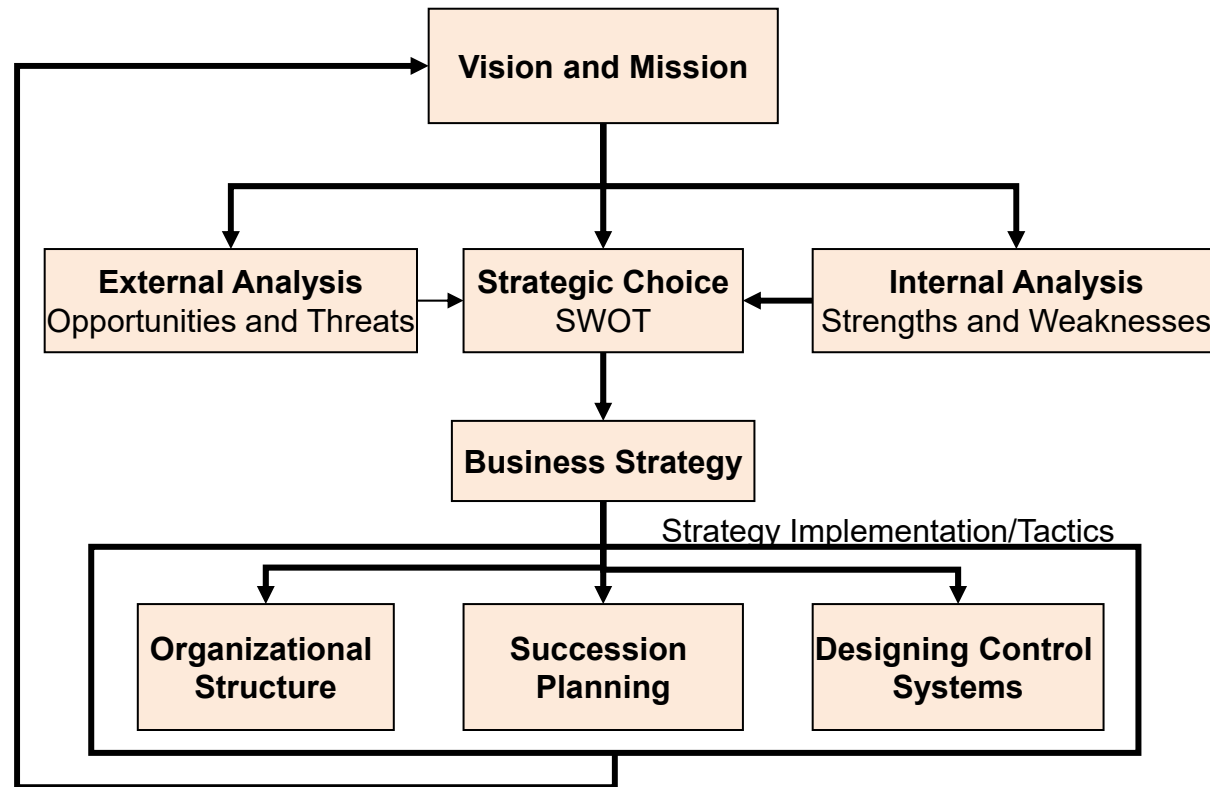 Vision and Mission
External Analysis
Opportunities and Threats
Strategic Choice
SWOT
Internal Analysis
Strengths and Weaknesses
Business Strategy
Strategy Implementation/Tactics
Organizational
Structure
Succession
Planning
Designing Control
Systems